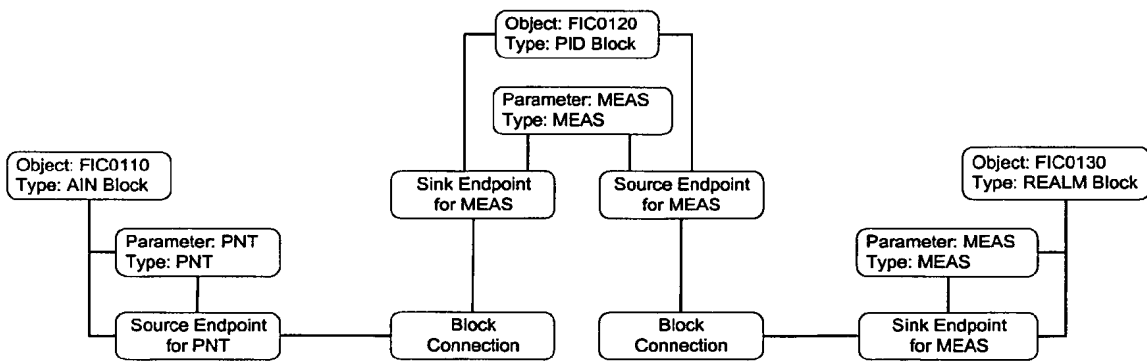 Object: FIC0120
Type: PID Block
Parameter: MEAS
Type: MEAS
Object: FIC0110
Type: AIN Block
Sink Endpoint
for MEAS
Source Endpoint
for MEAS
Object: FIC0130
Type: REALM Block
Parameter: PNT
Type: PNT
Parameter: MEAS
Type: MEAS
Source Endpoint
for PNT
Block
Connection
Block
Connection
Sink Endpoint
for MEAS